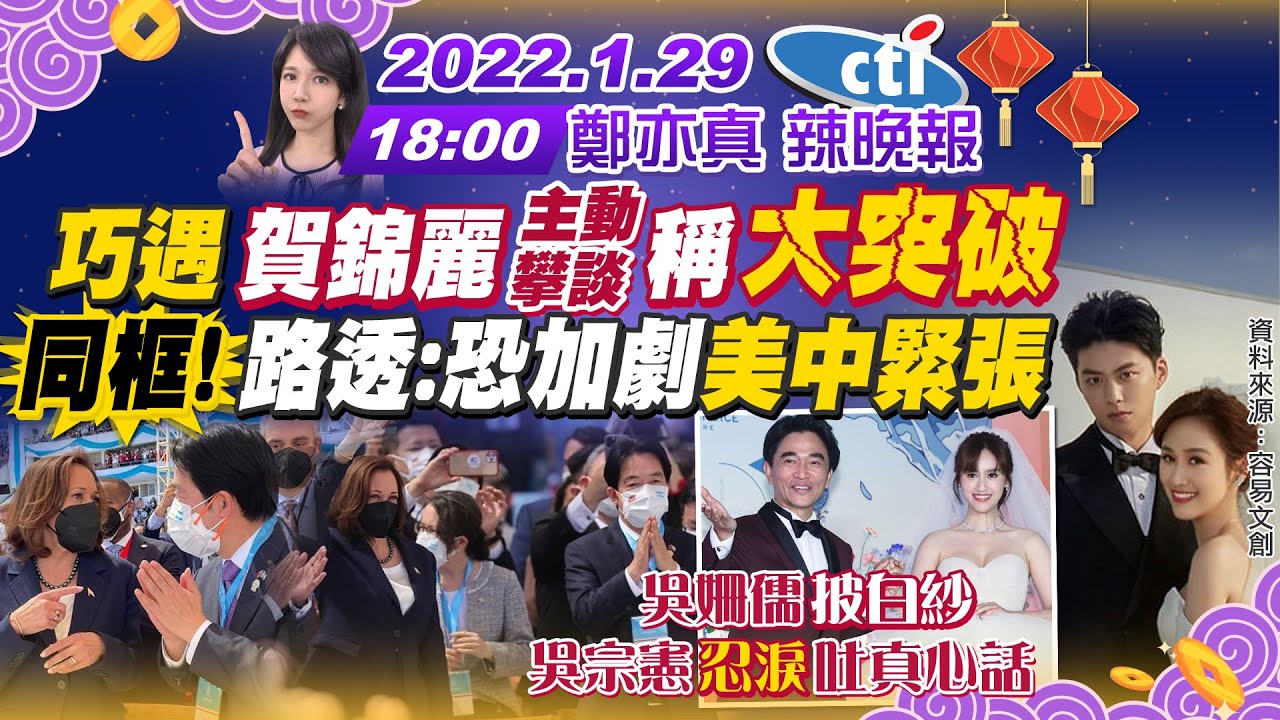 2022.1.29
cti
18:00 鄭亦真 辣晚報
巧遇賀錦麗主動攀談稱大突破
同框!路透:恐加劇美中緊張
資料來源:容易文創
吳姍儒披白紗
吳宗憲忍淚吐真心話